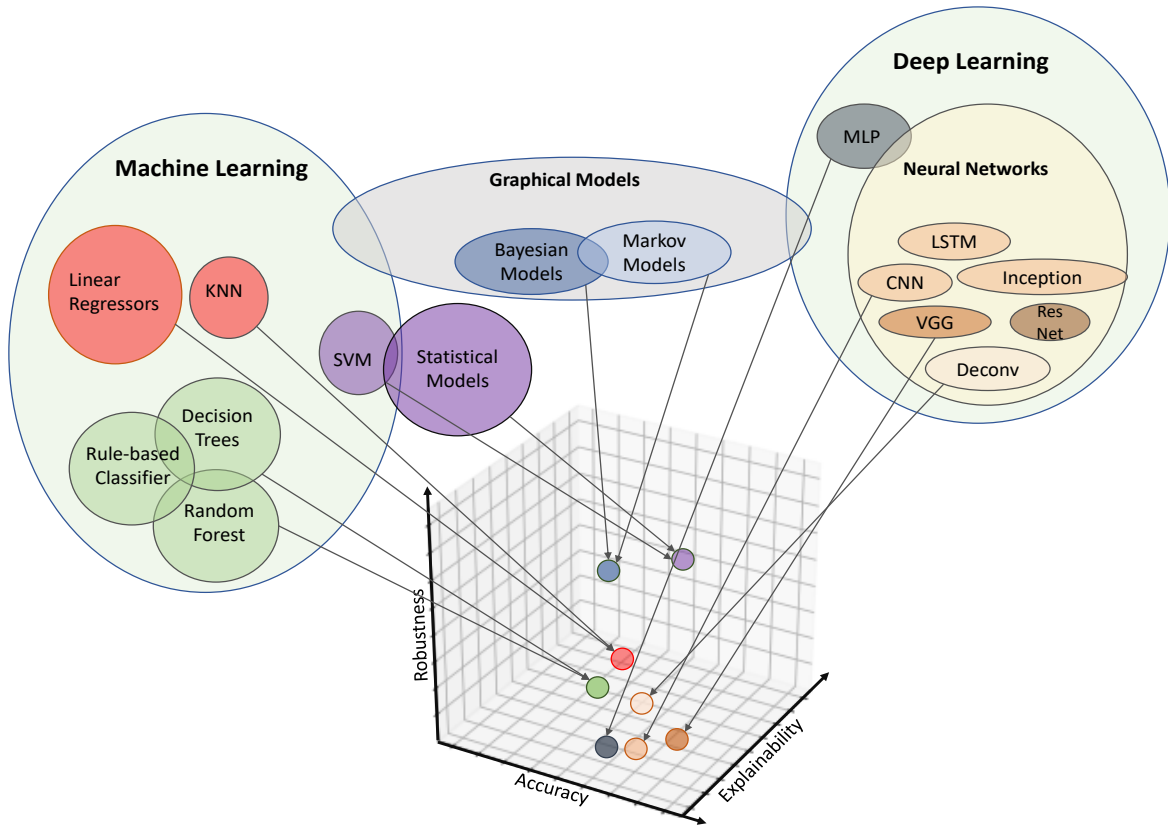 Deep Learning
MLP
Machine Learning
Graphical Models
Neural Networks
Bayesian
Models
Markov
Models
LSTM
Linear
Regressors
KNN
CNN
Inception
VGG
Res
Net
SVM
Statistical
Models
Deconv
Decision
Trees
Rule-based
Classifier
Random
Forest
Robustness
Accuracy
Explainability